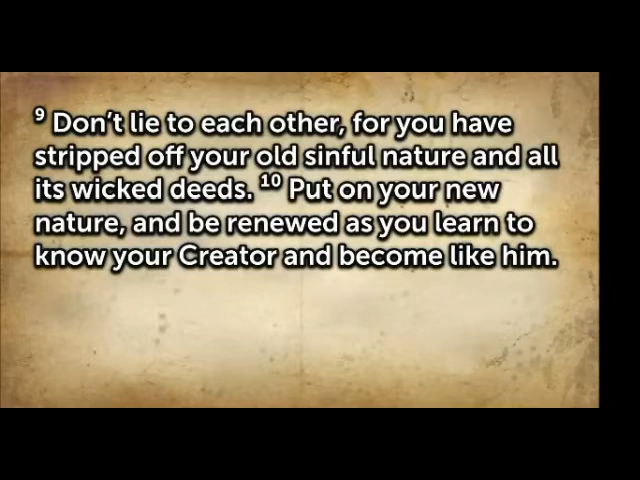 ⁹ Don’t lie to each other, for you have
stripped off your old sinful nature and all
its wicked deeds. ¹⁰ Put on your new
nature, and be renewed as you learn to
know your Creator and become like him.